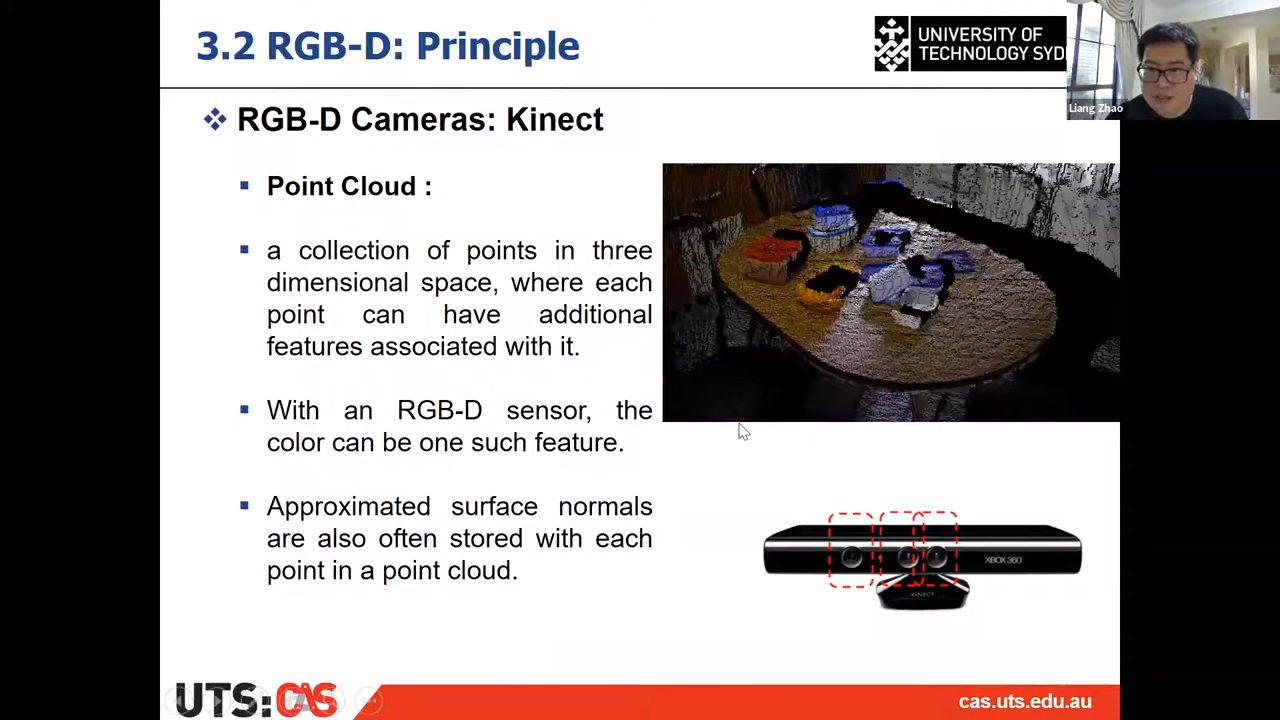 3.2 RGB-D: Principle
UNIVERSITY OF
TECHNOLOGY SYD
Liang Zhao
RGB-D Cameras: Kinect
Point Cloud :
a collection of points in three
dimensional space, where each
point can have additional
features associated with it.
With an RGB-D sensor, the
color can be one such feature.
Approximated surface normals
are also often stored with each
point in a point cloud.
XBOX 360
KINECT
UTS:CAS
cas.uts.edu.au